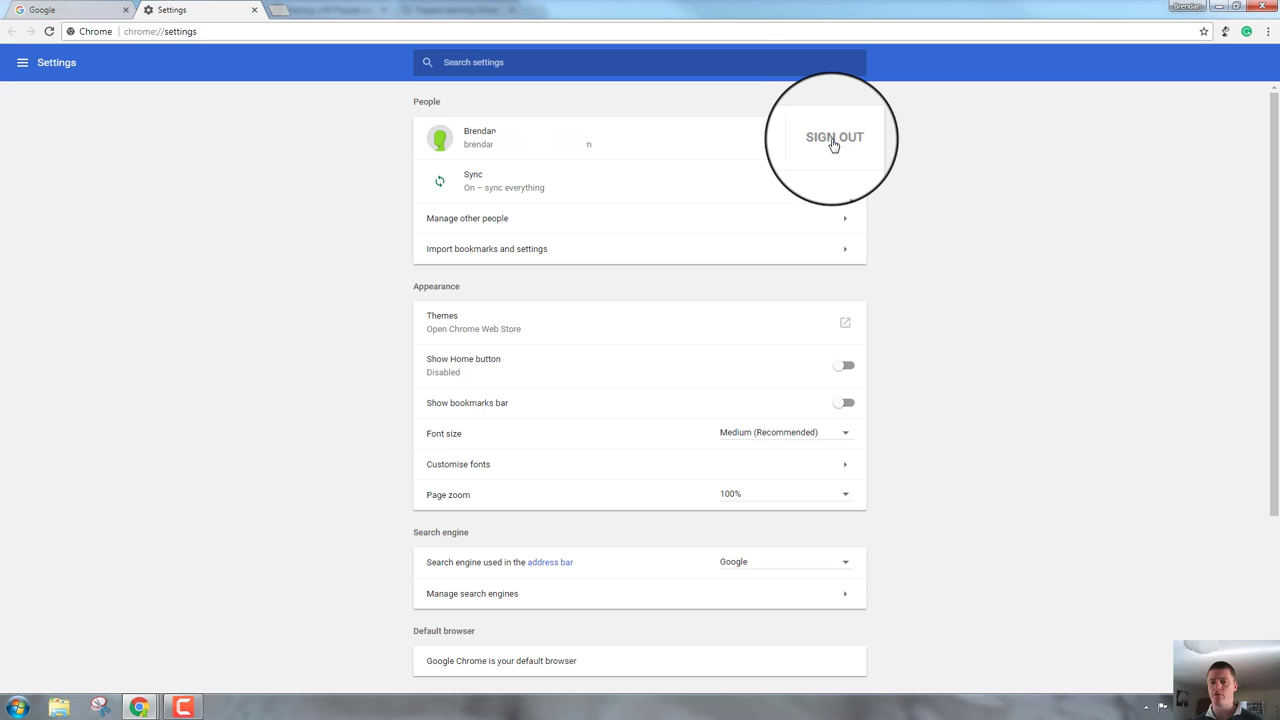 Google
Settings
Brendan
Chrome
chrome://settings
Settings
Search settings
People
Brendan
brendan
m
SIGN OUT
Sync
On – sync everything
Manage other people
Import bookmarks and settings
Appearance
Themes
Open Chrome Web Store
Show Home button
Disabled
Show bookmarks bar
Font size
Medium (Recommended)
Customise fonts
Page zoom
100%
Search engine
Search engine used in the address bar
Google
Manage search engines
Default browser
Google Chrome is your default browser